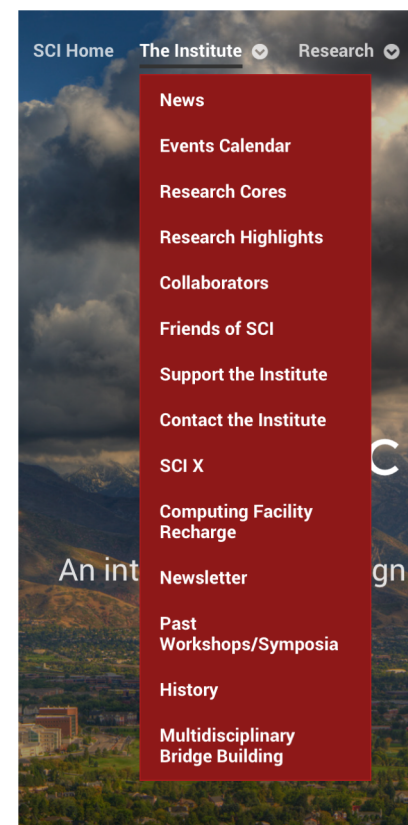 SCI Home The Institute Research
News
Events Calendar
Research Cores
Research Highlights
Collaborators
Friends of SCI
Support the Institute
Contact the Institute
C
SCI X
Computing Facility
Recharge
An int
gn
Newsletter
Past
Workshops/Symposia
History
Multidisciplinary
Bridge Building